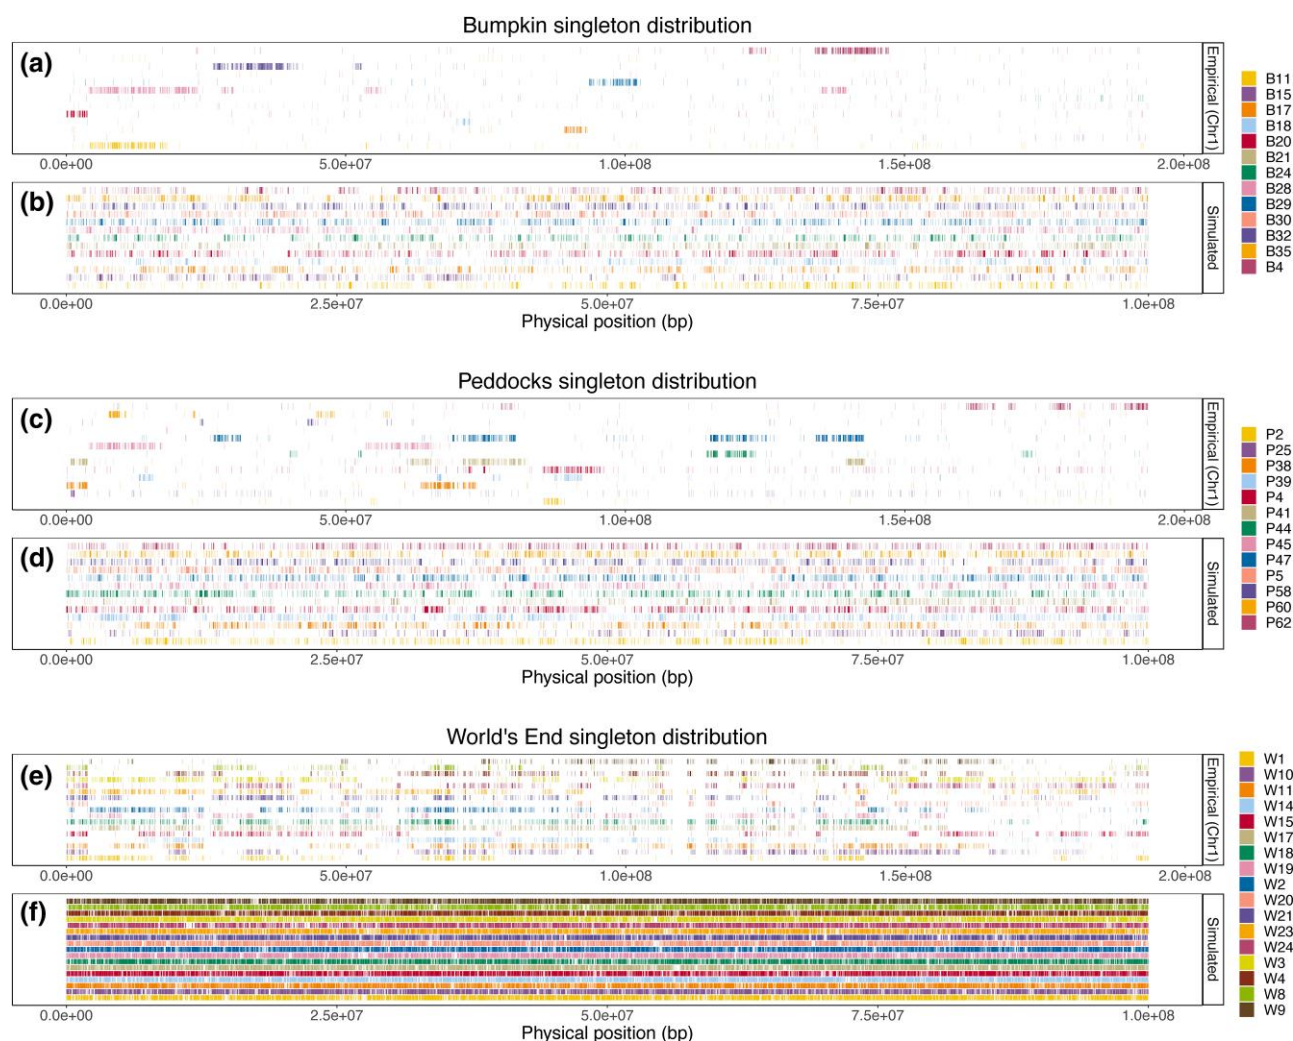 Bumpkin singleton distribution
(a)
Empirical (Chr1)
0.0e+00 5.0e+07 1.0e+08 1.5e+08 2.0e+08
(b)
Simulated
0.0e+00 2.5e+07 5.0e+07 7.5e+07 1.0e+08
Physical position (bp)
B11
B15
B17
B18
B20
B21
B24
B28
B29
B30
B32
B35
B4
Peddocks singleton distribution
(c)
Empirical (Chr1)
0.0e+00 5.0e+07 1.0e+08 1.5e+08 2.0e+08
(d)
Simulated
0.0e+00 2.5e+07 5.0e+07 7.5e+07 1.0e+08
Physical position (bp)
P2
P25
P38
P39
P4
P41
P44
P45
P47
P5
P58
P60
P62
World's End singleton distribution
(e)
Empirical (Chr1)
0.0e+00 5.0e+07 1.0e+08 1.5e+08 2.0e+08
(f)
Simulated
0.0e+00 2.5e+07 5.0e+07 7.5e+07 1.0e+08
Physical position (bp)
W1
W10
W11
W14
W15
W17
W18
W19
W2
W20
W21
W23
W24
W3
W4
W8
W9